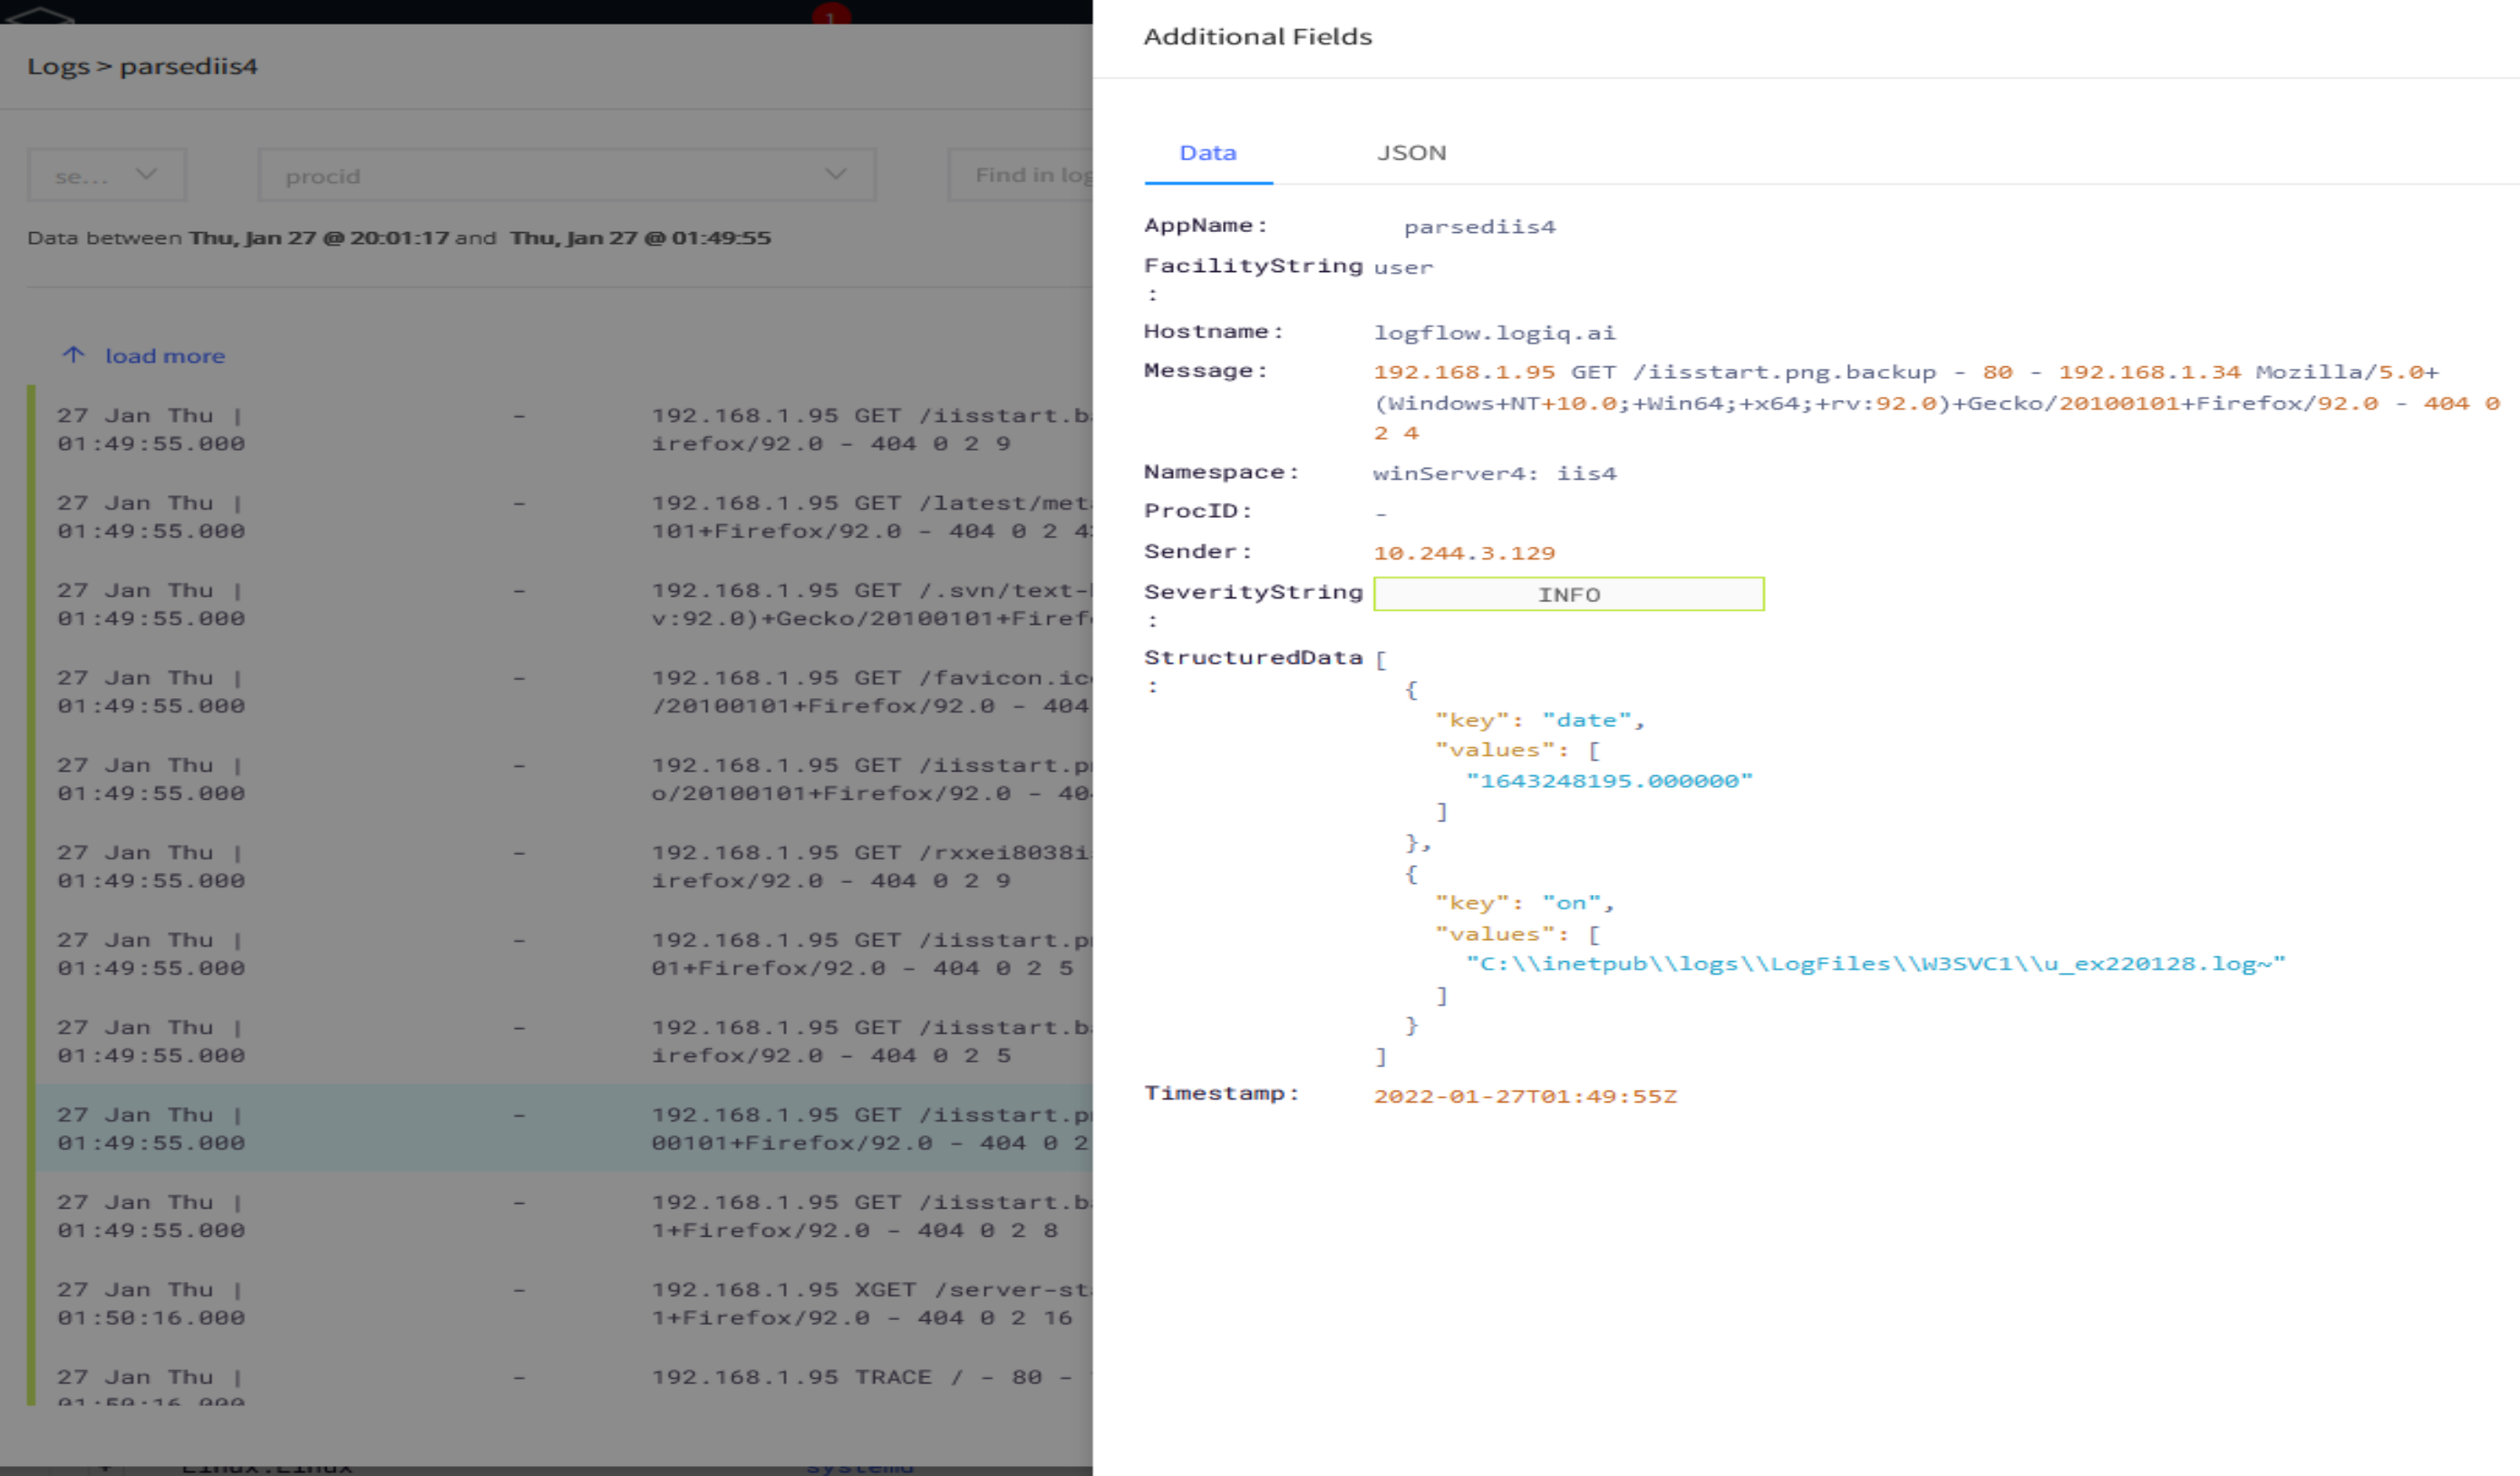 1
Logs > parsediis4
se...
procid
Find in log
Data between Thu, Jan 27 @ 20:01:17 and Thu, Jan 27 @ 01:49:55
load more
27 Jan Thu | - 192.168.1.95 GET /iisstart.b
01:49:55.000 irefox/92.0 - 404 0 2 9
27 Jan Thu | - 192.168.1.95 GET /latest/met
01:49:55.000 101+Firefox/92.0 - 404 0 2 4
27 Jan Thu | - 192.168.1.95 GET /.svn/text-
01:49:55.000 v:92.0)+Gecko/20100101+Firef
27 Jan Thu | - 192.168.1.95 GET /favicon.ic
01:49:55.000 /20100101+Firefox/92.0 - 404
27 Jan Thu | - 192.168.1.95 GET /iisstart.p
01:49:55.000 o/20100101+Firefox/92.0 - 40
27 Jan Thu | - 192.168.1.95 GET /rxxei8038i
01:49:55.000 irefox/92.0 - 404 0 2 9
27 Jan Thu | - 192.168.1.95 GET /iisstart.p
01:49:55.000 01+Firefox/92.0 - 404 0 2 5
27 Jan Thu | - 192.168.1.95 GET /iisstart.b
01:49:55.000 irefox/92.0 - 404 0 2 5
27 Jan Thu | - 192.168.1.95 GET /iisstart.p
01:49:55.000 00101+Firefox/92.0 - 404 0 2
27 Jan Thu | - 192.168.1.95 GET /iisstart.b
01:49:55.000 1+Firefox/92.0 - 404 0 2 8
27 Jan Thu | - 192.168.1.95 XGET /server-st
01:50:16.000 1+Firefox/92.0 - 404 0 2 16
27 Jan Thu | - 192.168.1.95 TRACE / - 80 -
01:50:16.000
Linux.Linux
systemd
Additional Fields
Data JSON
AppName: parsediis4
FacilityString user
:
Hostname: logflow.logiq.ai
Message: 192.168.1.95 GET /iisstart.png.backup - 80 - 192.168.1.34 Mozilla/5.0+
(Windows+NT+10.0;+Win64;+x64;+rv:92.0)+Gecko/20100101+Firefox/92.0 - 404 0
2 4
Namespace: winServer4: iis4
ProcID: -
Sender: 10.244.3.129
SeverityString INFO
:
StructuredData [
: {
"key": "date",
"values": [
"1643248195.000000"
]
},
{
"key": "on",
"values": [
"C:\\inetpub\\logs\\LogFiles\\W3SVC1\\u_ex220128.log~"
]
}
]
Timestamp: 2022-01-27T01:49:55Z